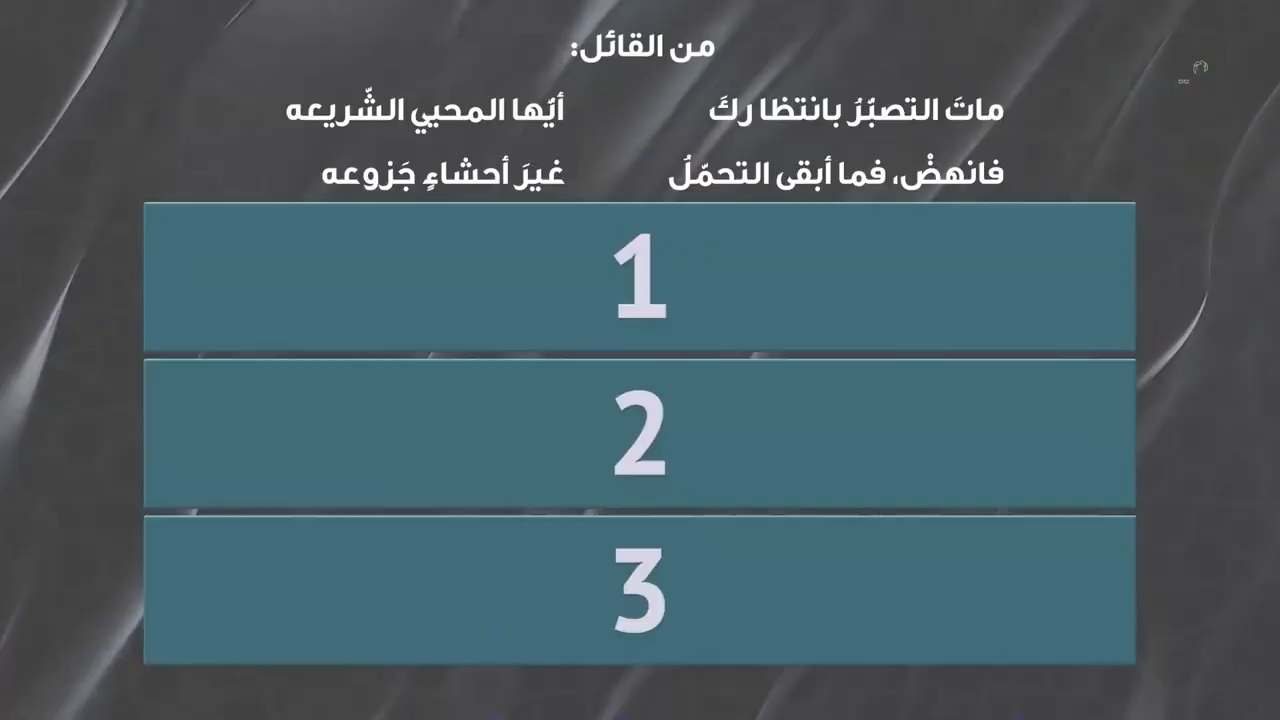 من القائل:
ماتَ التصبّرُ بانتظا ركَ أيُها المحيي الشّريعه
فانهضْ، فما أبقى التحمّلُ غيرَ أحشاءٍ جَزوعه
1
2
3